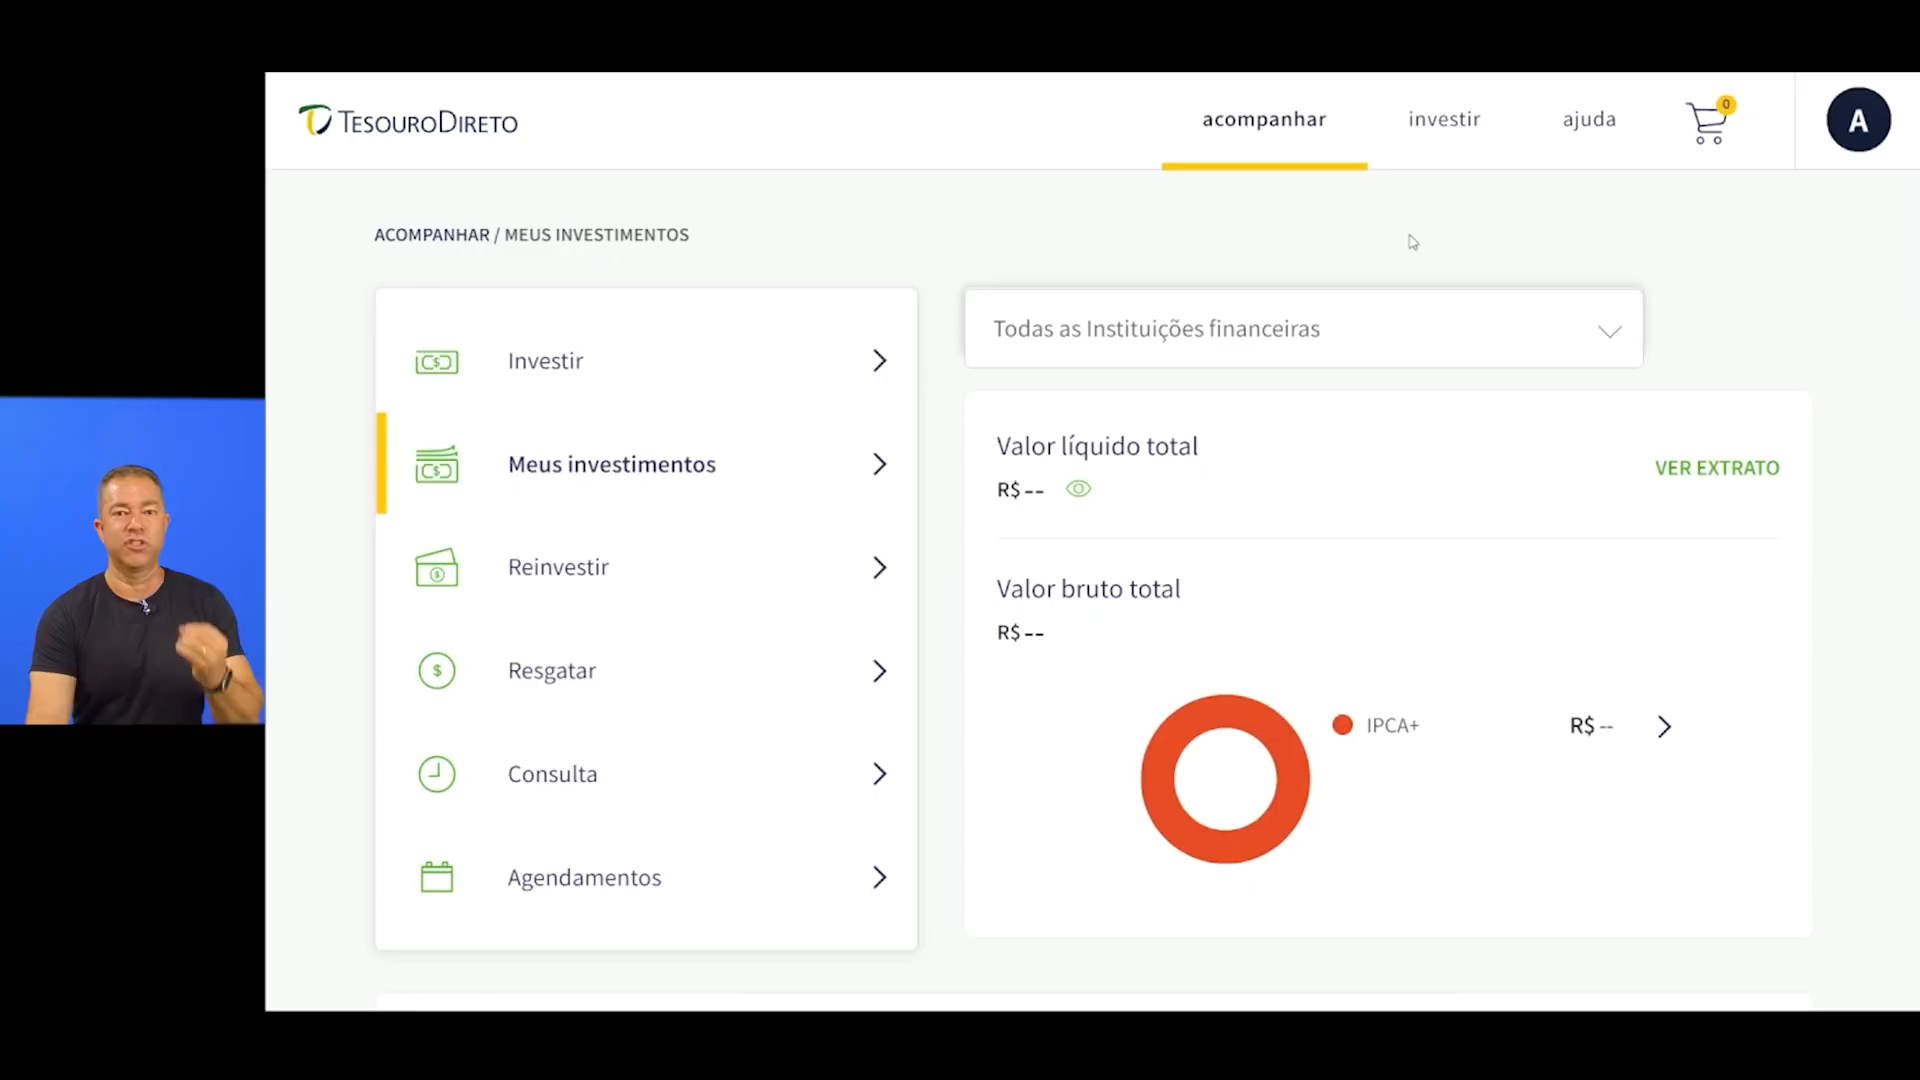 TESOURODIRETO
acompanhar
investir
ajuda
0
A
ACOMPANHAR / MEUS INVESTIMENTOS
Investir
Meus investimentos
Reinvestir
Resgatar
Consulta
Agendamentos
Todas as Instituições financeiras
Valor líquido total
R$ --
VER EXTRATO
Valor bruto total
R$ --
IPCA+
R$ --